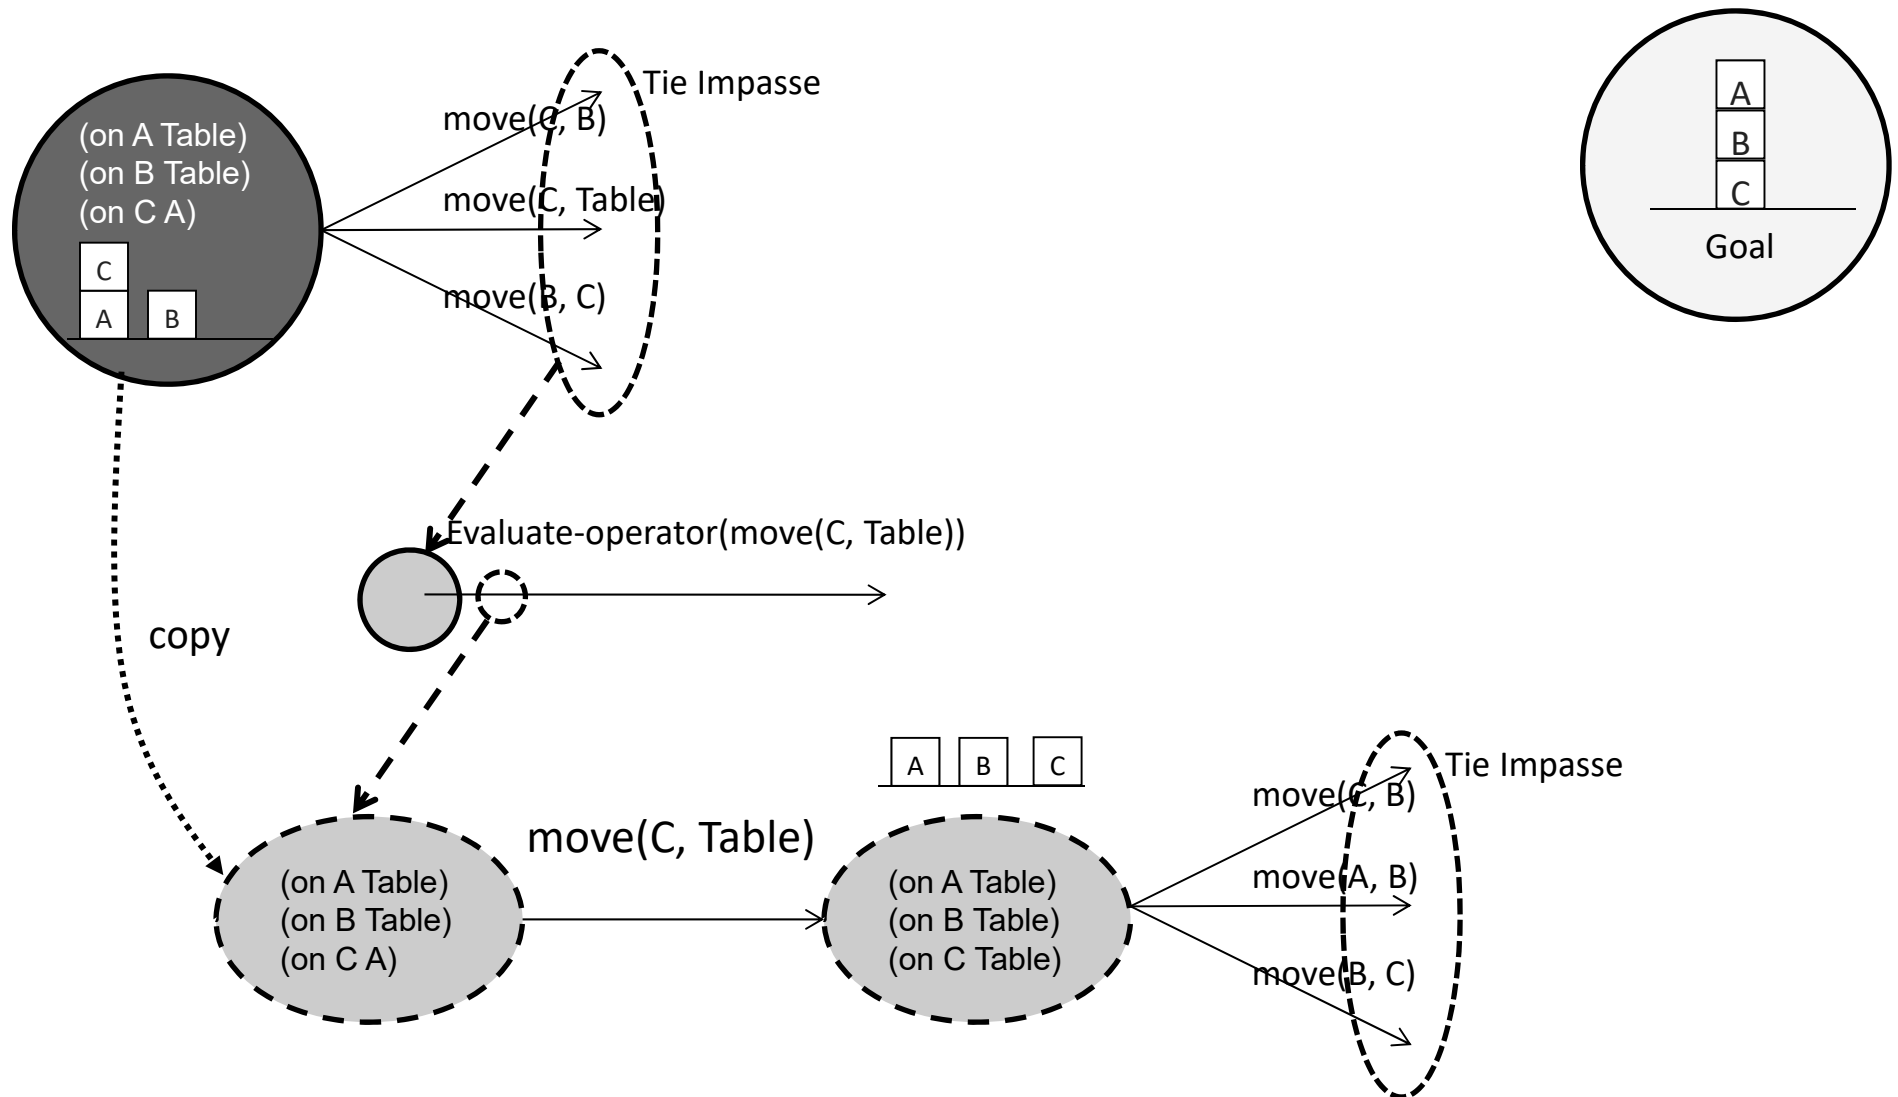 Tie Impasse
move(C, B)
(on A Table)
(on B Table)
(on C A)
move(C, Table)
C
A B
move(B, C)
A
B
C
Goal
Evaluate-operator(move(C, Table))
copy
A B C
Tie Impasse
move(C, B)
move(C, Table)
(on A Table)
(on B Table)
(on C A)
(on A Table)
(on B Table)
(on C Table)
move(A, B)
move(B, C)